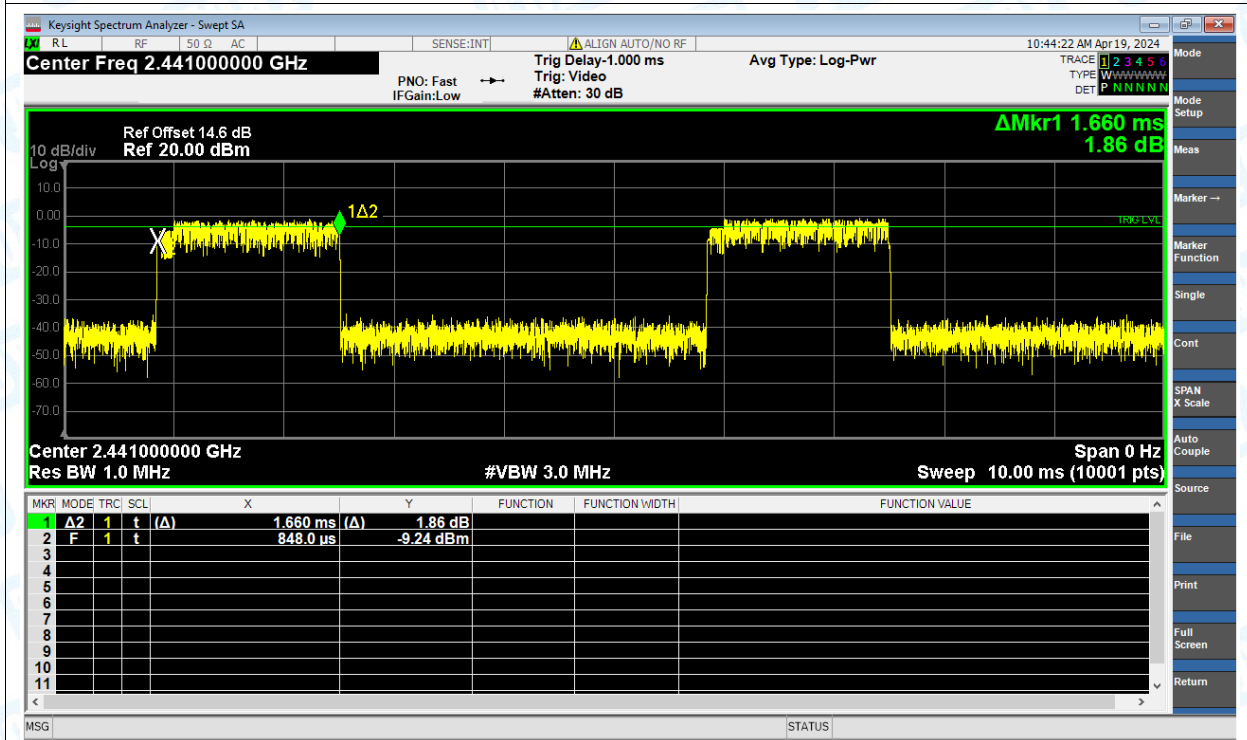 Keysight Spectrum Analyzer - Swept SA
LXI RL RF 50 Ω AC SENSE:INT ALIGN AUTO/NO RF 10:44:22 AM Apr 19, 2024
Center Freq 2.441000000 GHz
PNO: Fast
IFGain:Low
Trig Delay-1.000 ms
Trig: Video
#Atten: 30 dB
Avg Type: Log-Pwr
TRACE 1 2 3 4 5 6
TYPE WWWWWW
DET P N N N N N
ΔMkr1 1.660 ms
1.86 dB
Ref Offset 14.6 dB
10 dB/div Ref 20.00 dBm
Log
10.0
0.00
-10.0
-20.0
-30.0
-40.0
-50.0
-60.0
-70.0
X
1Δ2
TRIG LVL
Center 2.441000000 GHz Span 0 Hz
Res BW 1.0 MHz #VBW 3.0 MHz Sweep 10.00 ms (10001 pts)
MKR MODE TRC SCL X Y FUNCTION FUNCTION WIDTH FUNCTION VALUE
1 Δ2 1 t (Δ) 1.660 ms (Δ) 1.86 dB
2 F 1 t 848.0 µs -9.24 dBm
3
4
5
6
7
8
9
10
11
MSG STATUS
Mode
Mode
Setup
Meas
Marker →
Marker
Function
Single
Cont
SPAN
X Scale
Auto
Couple
Source
File
Print
Full
Screen
Return